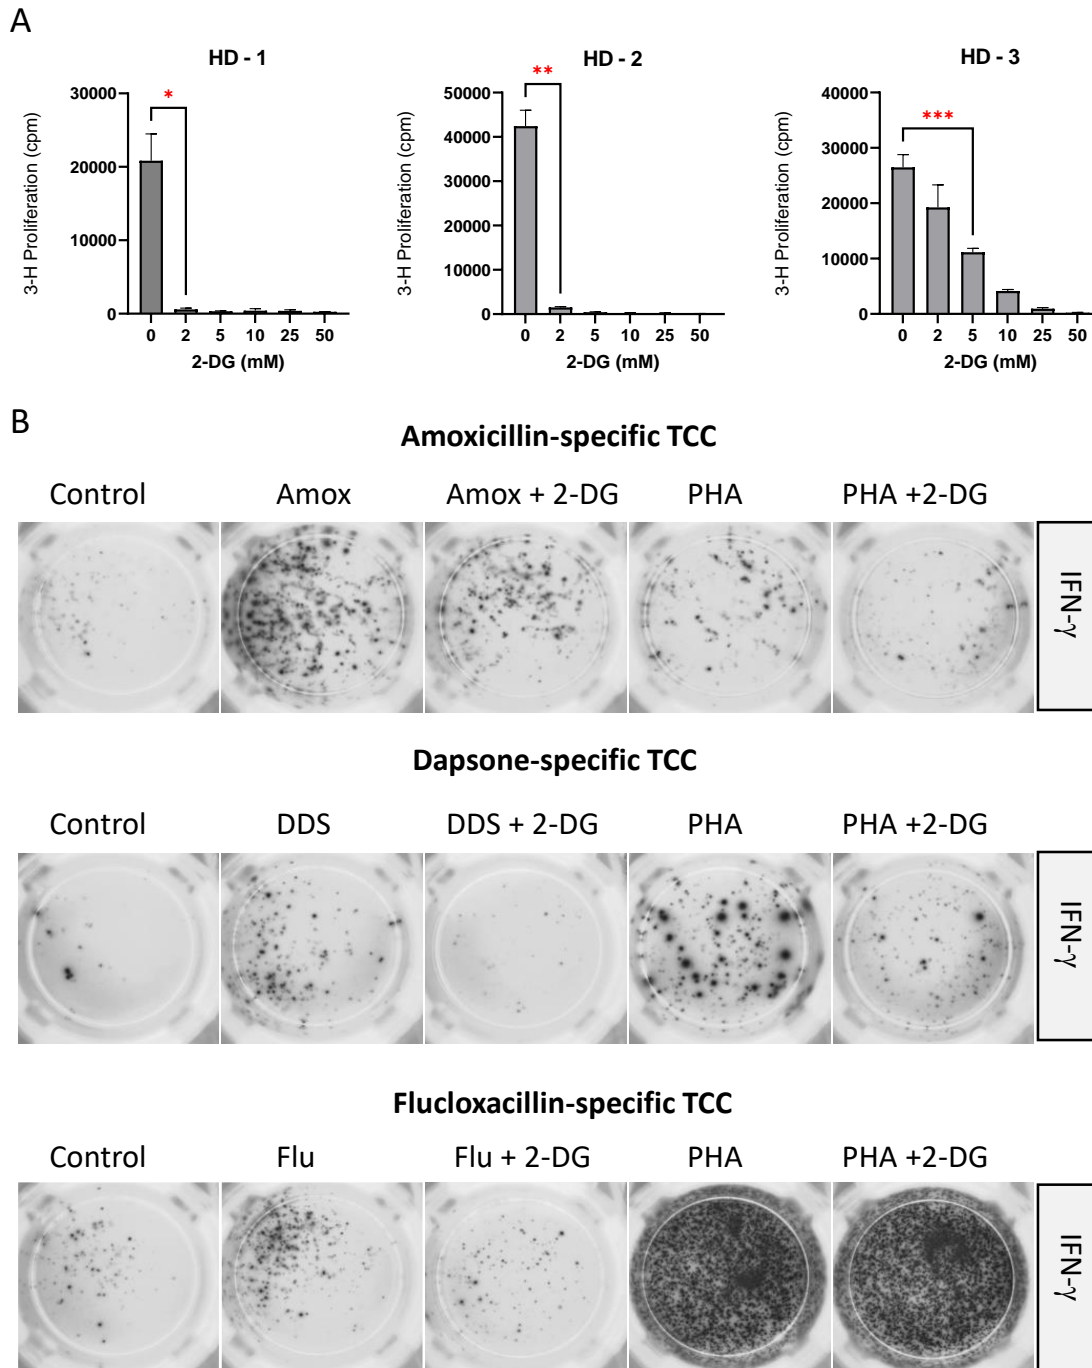 A
HD - 1
HD - 2
HD - 3
3-H Proliferation (cpm)
30000
20000
10000
0
0 2 5 10 25 50
2-DG (mM)
*
3-H Proliferation (cpm)
50000
40000
30000
20000
10000
0
0 2 5 10 25 50
2-DG (mM)
**
3-H Proliferation (cpm)
40000
30000
20000
10000
0
0 2 5 10 25 50
2-DG (mM)
***
B
Amoxicillin-specific TCC
Control Amox Amox + 2-DG PHA PHA +2-DG
IFN-γ
Dapsone-specific TCC
Control DDS DDS + 2-DG PHA PHA +2-DG
IFN-γ
Flucloxacillin-specific TCC
Control Flu Flu + 2-DG PHA PHA +2-DG
IFN-γ